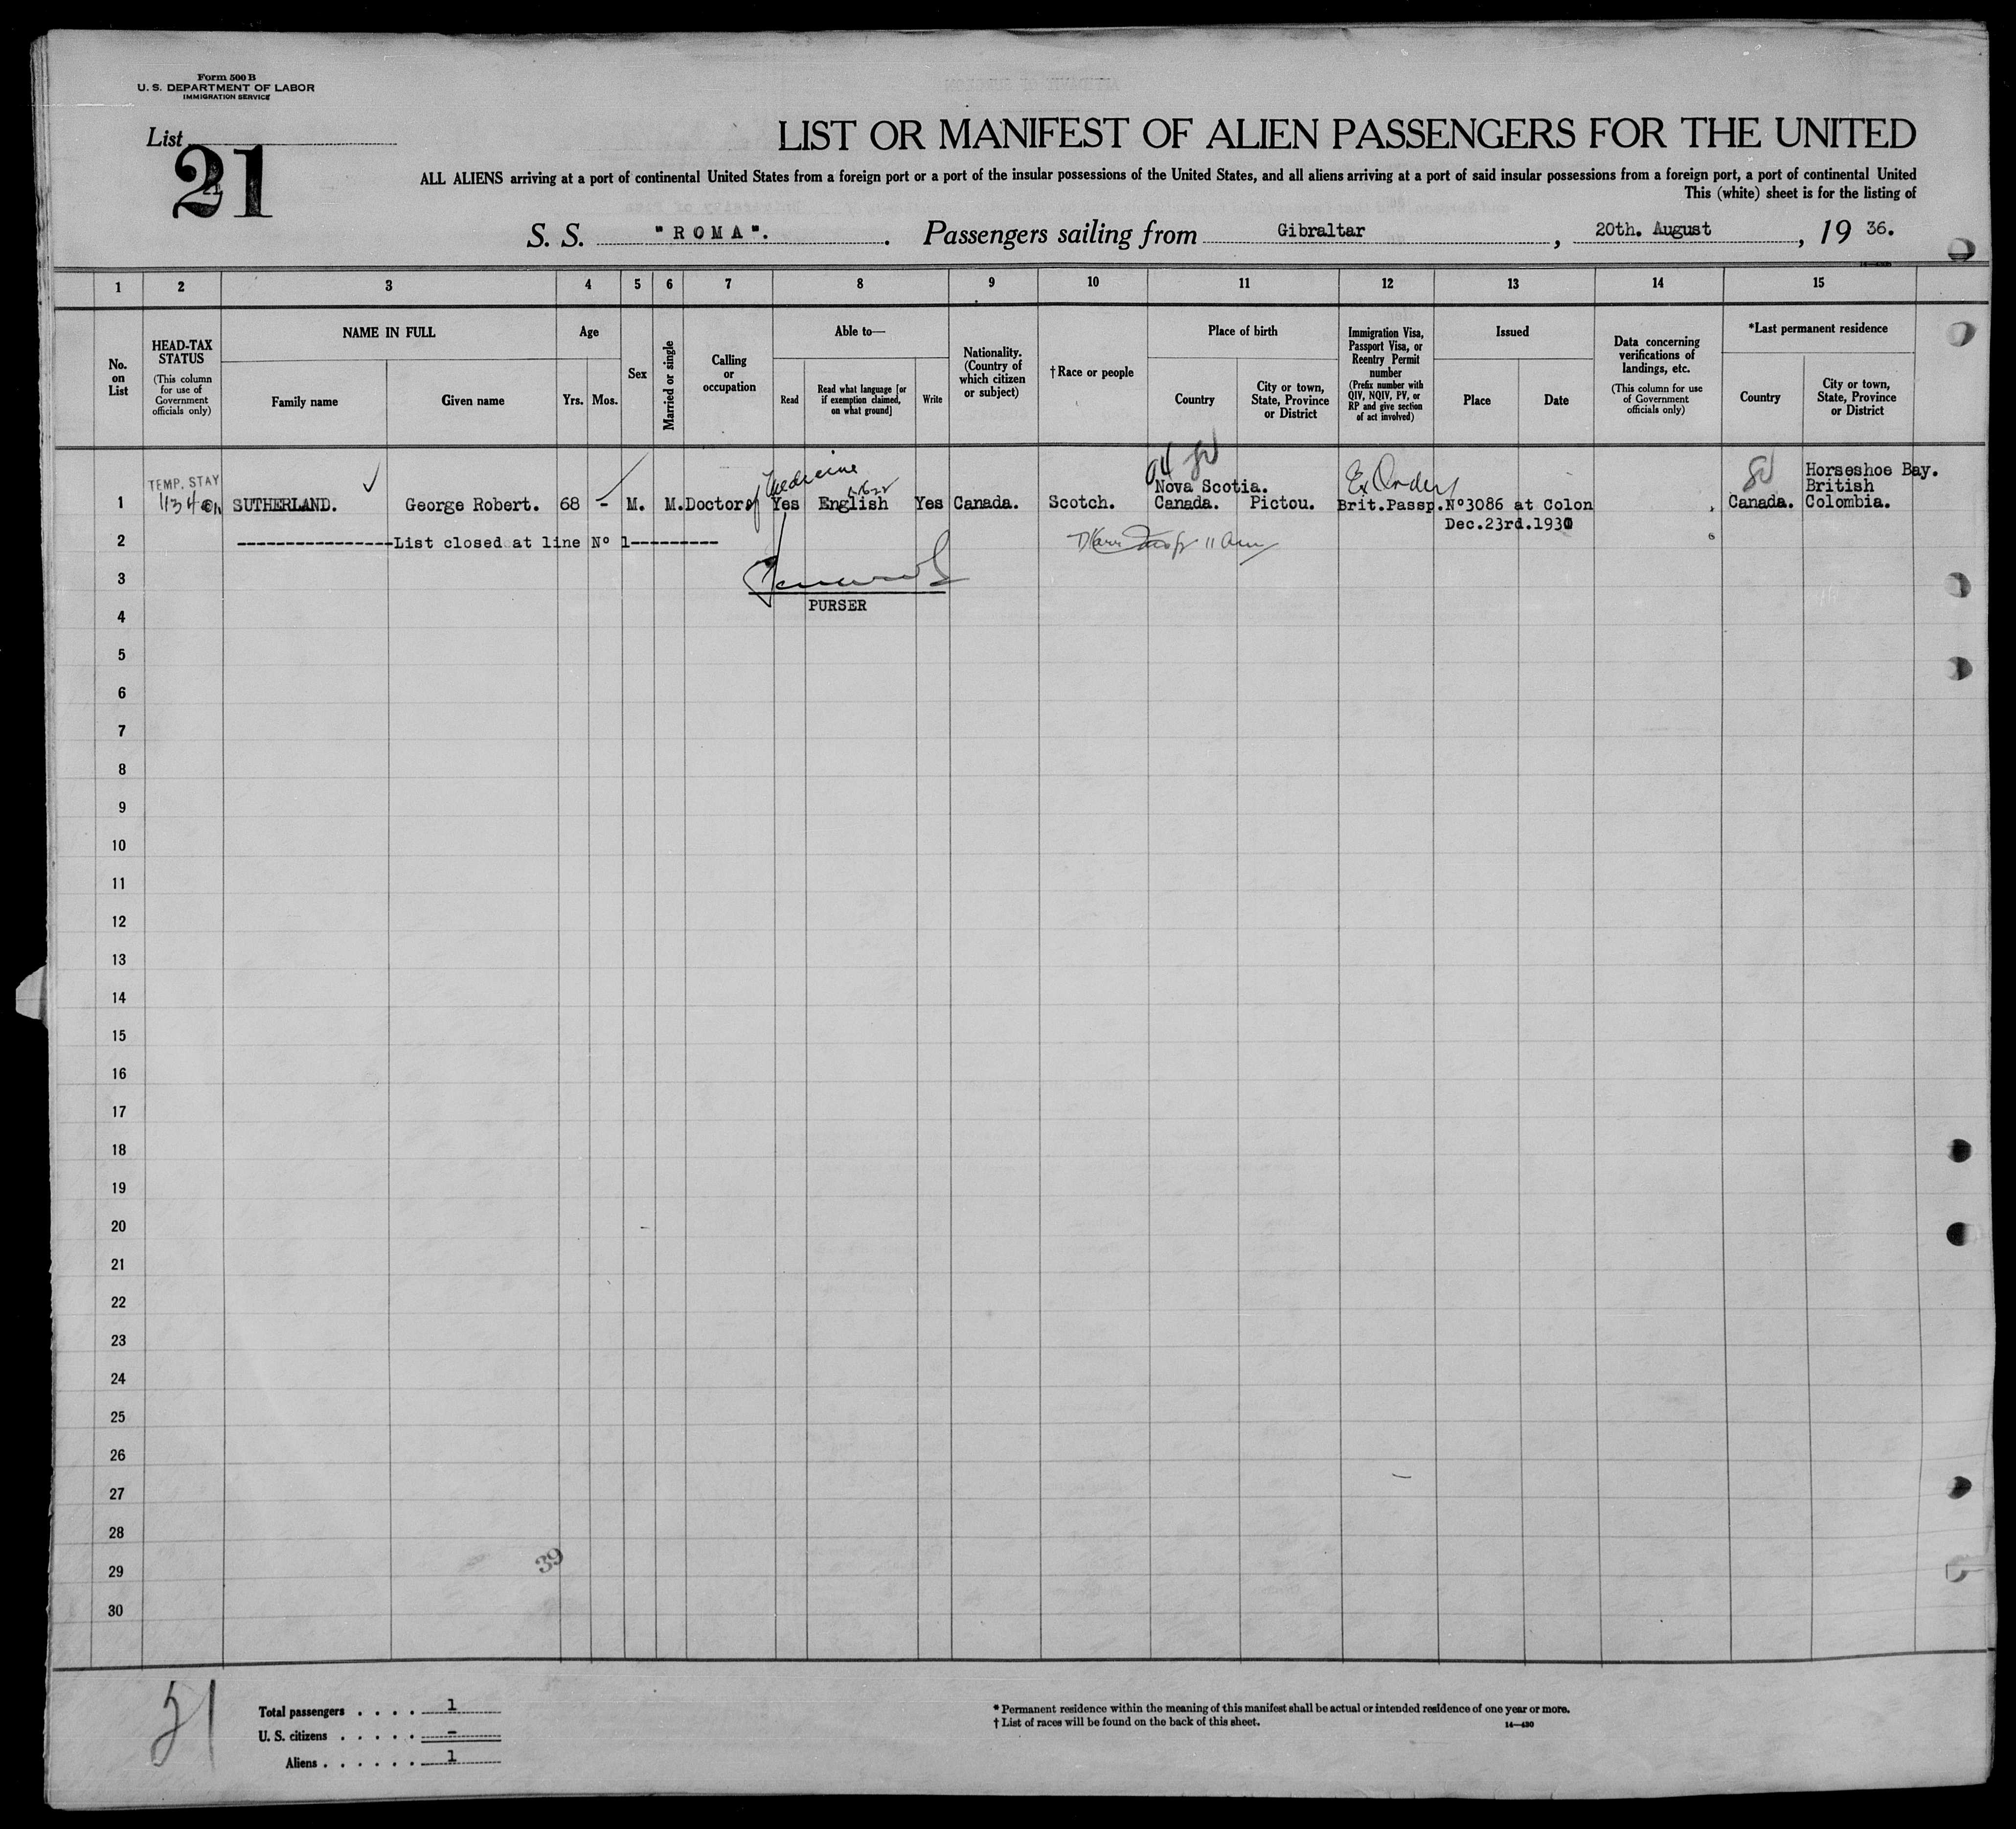 Form 500 B
U. S. DEPARTMENT OF LABOR
IMMIGRATION SERVICE
List
21
LIST OR MANIFEST OF ALIEN PASSENGERS FOR THE UNITED
ALL ALIENS arriving at a port of continental United States from a foreign port or a port of the insular possessions of the United States, and all aliens arriving at a port of said insular possessions from a foreign port, a port of continental United
This (white) sheet is for the listing of
S. S. "ROMA". Passengers sailing from Gibraltar, 20th. August, 19 36.
1 2 3 4 5 6 7 8 9 10 11 12 13 14 15
No. on List
HEAD-TAX STATUS
(This column for use of Government officials only)
NAME IN FULL
Family name
Given name
Age
Yrs. Mos.
Sex
Married or single
Calling or occupation
Able to—
Read
Read what language [or if exemption claimed, on what ground]
Write
Nationality. (Country of which citizen or subject)
†Race or people
Place of birth
Country
City or town, State, Province or District
Immigration Visa, Passport Visa, or Reentry Permit number
(Prefix number with QIV, NQIV, PV, or RP and give section of act involved)
Issued
Place
Date
Data concerning verifications of landings, etc.
(This column for use of Government officials only)
*Last permanent residence
Country
City or town, State, Province or District
TEMP. STAY
Medicine
Nova Scotia.
Horseshoe Bay.
British
1 SUTHERLAND. George Robert. 68 - M. M. Doctor of Yes English Yes Canada. Scotch. Canada. Pictou. Brit.Passp.Nº3086 at Colon Canada. Colombia.
Dec.23rd.1930
2 ----------------List closed at line Nº 1---------
3
PURSER
4
5
6
7
8
9
10
11
12
13
14
15
16
17
18
19
20
21
22
23
24
25
26
27
28
29
39
30
21
Total passengers . . . . 1
U. S. citizens . . . . . -
Aliens . . . . . . 1
* Permanent residence within the meaning of this manifest shall be actual or intended residence of one year or more.
† List of races will be found on the back of this sheet.
14—430